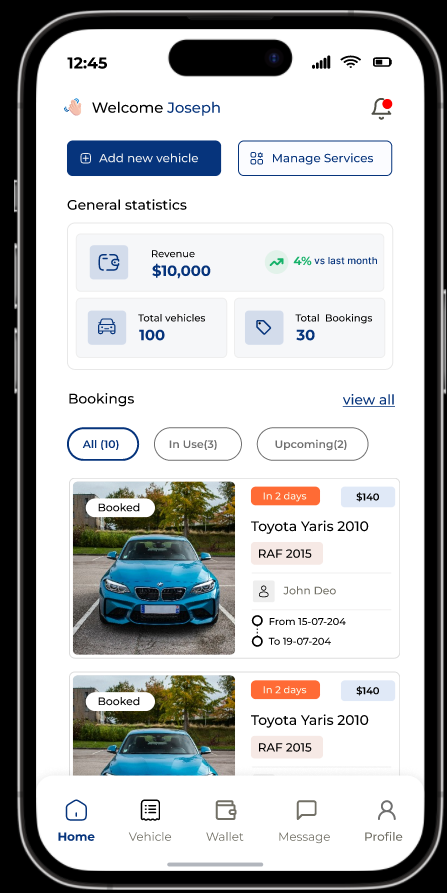 12:45
Welcome Joseph
Add new vehicle
Manage Services
General statistics
Revenue
$10,000
4% vs last month
Total vehicles
100
Total Bookings
30
Bookings
view all
All (10)
In Use(3)
Upcoming(2)
Booked
In 2 days
$140
Toyota Yaris 2010
RAF 2015
John Deo
From 15-07-204
To 19-07-204
Booked
In 2 days
$140
Toyota Yaris 2010
RAF 2015
Home
Vehicle
Wallet
Message
Profile